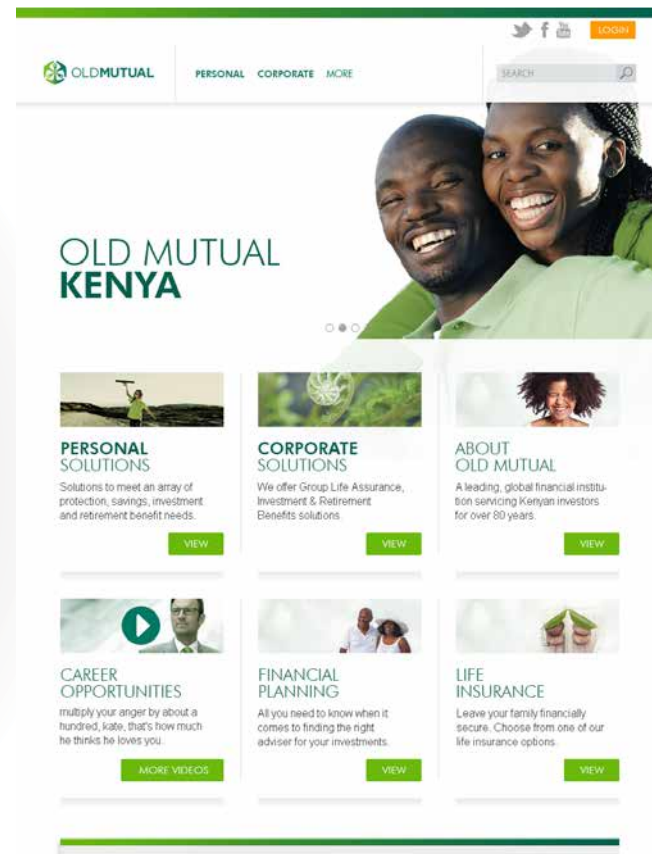 LOGIN
OLDMUTUAL
PERSONAL CORPORATE MORE
SEARCH
OLD MUTUAL
KENYA
PERSONAL
SOLUTIONS
Solutions to meet an array of
protection, savings, investment
and retirement benefit needs.
VIEW
CORPORATE
SOLUTIONS
We offer Group Life Assurance,
Investment & Retirement
Benefits solutions
VIEW
ABOUT
OLD MUTUAL
A leading, global financial institu-
tion servicing Kenyan investors
for over 80 years.
VIEW
CAREER
OPPORTUNITIES
multiply your anger by about a
hundred, kate, that's how much
he thinks he loves you.
MORE VIDEOS
FINANCIAL
PLANNING
All you need to know when it
comes to finding the right
adviser for your investments.
VIEW
LIFE
INSURANCE
Leave your family financially
secure. Choose from one of our
life insurance options.
VIEW